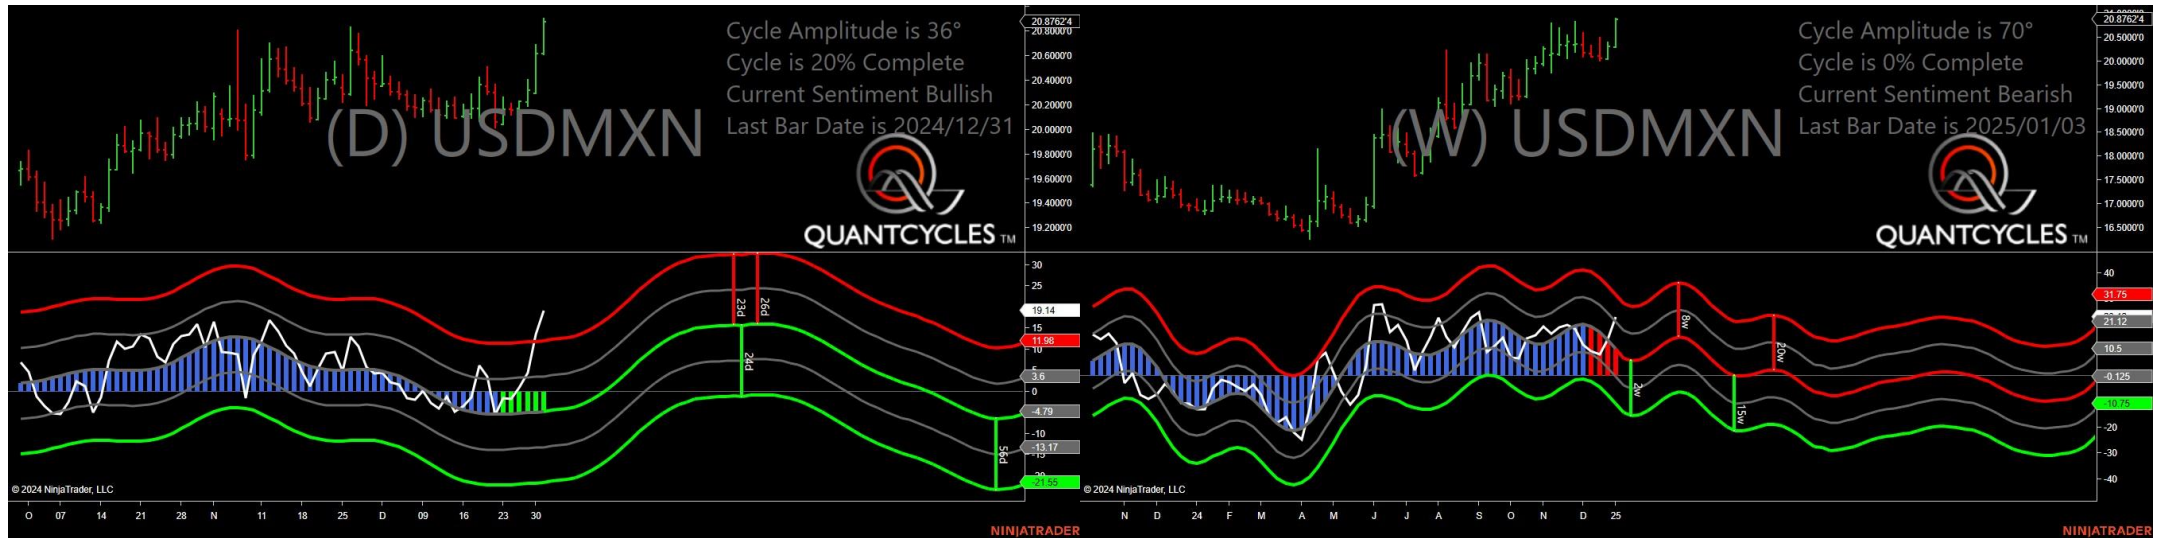 20.8762'4
20.8000'0
20.6000'0
20.4000'0
20.2000'0
20.0000'0
19.8000'0
19.6000'0
19.4000'0
19.2000'0
Cycle Amplitude is 36°
Cycle is 20% Complete
Current Sentiment Bullish
Last Bar Date is 2024/12/31
(D) USDMXN
QUANTCYCLES TM
30
25
19.14
15
11.98
10
3.6
0
-4.79
-10
-13.17
-15
-21.55
23d
26d
24d
56d
© 2024 NinjaTrader, LLC
O 07 14 21 28 N 11 18 25 D 09 16 23 30
NINJATRADER
20.8762'4
20.5000'0
20.0000'0
19.5000'0
19.0000'0
18.5000'0
18.0000'0
17.5000'0
17.0000'0
16.5000'0
Cycle Amplitude is 70°
Cycle is 0% Complete
Current Sentiment Bearish
Last Bar Date is 2025/01/03
(W) USDMXN
QUANTCYCLES TM
40
31.75
21.12
10.5
-0.125
-10.75
-20
-30
-40
8w
20w
2w
15w
© 2024 NinjaTrader, LLC
N D 24 F M A M J J A S O N D 25
NINJATRADER